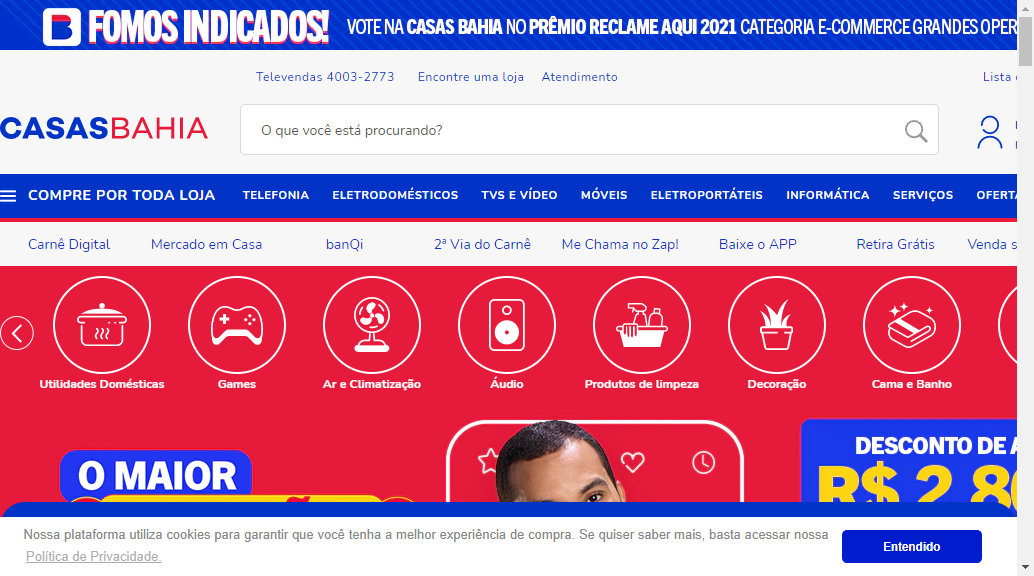 FOMOS INDICADOS! VOTE NA CASAS BAHIA NO PRÊMIO RECLAME AQUI 2021 CATEGORIA E-COMMERCE GRANDES OPER
Televendas 4003-2773 Encontre uma loja Atendimento Lista
CASASBAHIA O que você está procurando?
COMPRE POR TODA LOJA TELEFONIA ELETRODOMÉSTICOS TVS E VÍDEO MÓVEIS ELETROPORTÁTEIS INFORMÁTICA SERVIÇOS OFERTA
Carnê Digital Mercado em Casa banQi 2ª Via do Carnê Me Chama no Zap! Baixe o APP Retira Grátis Venda s
Utilidades Domésticas Games Ar e Climatização Áudio Produtos de limpeza Decoração Cama e Banho
O MAIOR
DESCONTO DE A
R$ 2.80
Nossa plataforma utiliza cookies para garantir que você tenha a melhor experiência de compra. Se quiser saber mais, basta acessar nossa
Política de Privacidade.
Entendido